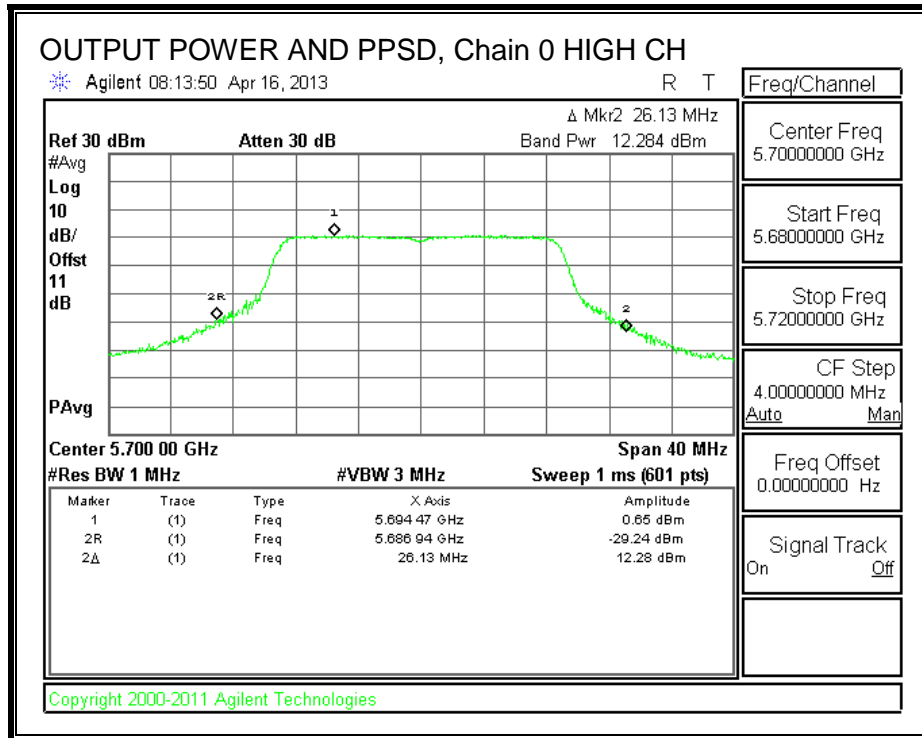 OUTPUT POWER AND PPSD, Chain 0 HIGH CH
Agilent 08:13:50 Apr 16, 2013 R T
Δ Mkr2 26.13 MHz
Ref 30 dBm Atten 30 dB Band Pwr 12.284 dBm
#Avg
Log
10
dB/
Offst
11
dB
PAvg
1
2R
2
Center 5.700 00 GHz Span 40 MHz
#Res BW 1 MHz #VBW 3 MHz Sweep 1 ms (601 pts)
Marker Trace Type X Axis Amplitude
1 (1) Freq 5.694 47 GHz 0.65 dBm
2R (1) Freq 5.686 94 GHz -29.24 dBm
2Δ (1) Freq 26.13 MHz 12.28 dBm
Freq/Channel
Center Freq
5.70000000 GHz
Start Freq
5.68000000 GHz
Stop Freq
5.72000000 GHz
CF Step
4.00000000 MHz
Auto Man
Freq Offset
0.00000000 Hz
Signal Track
On Off
Copyright 2000-2011 Agilent Technologies